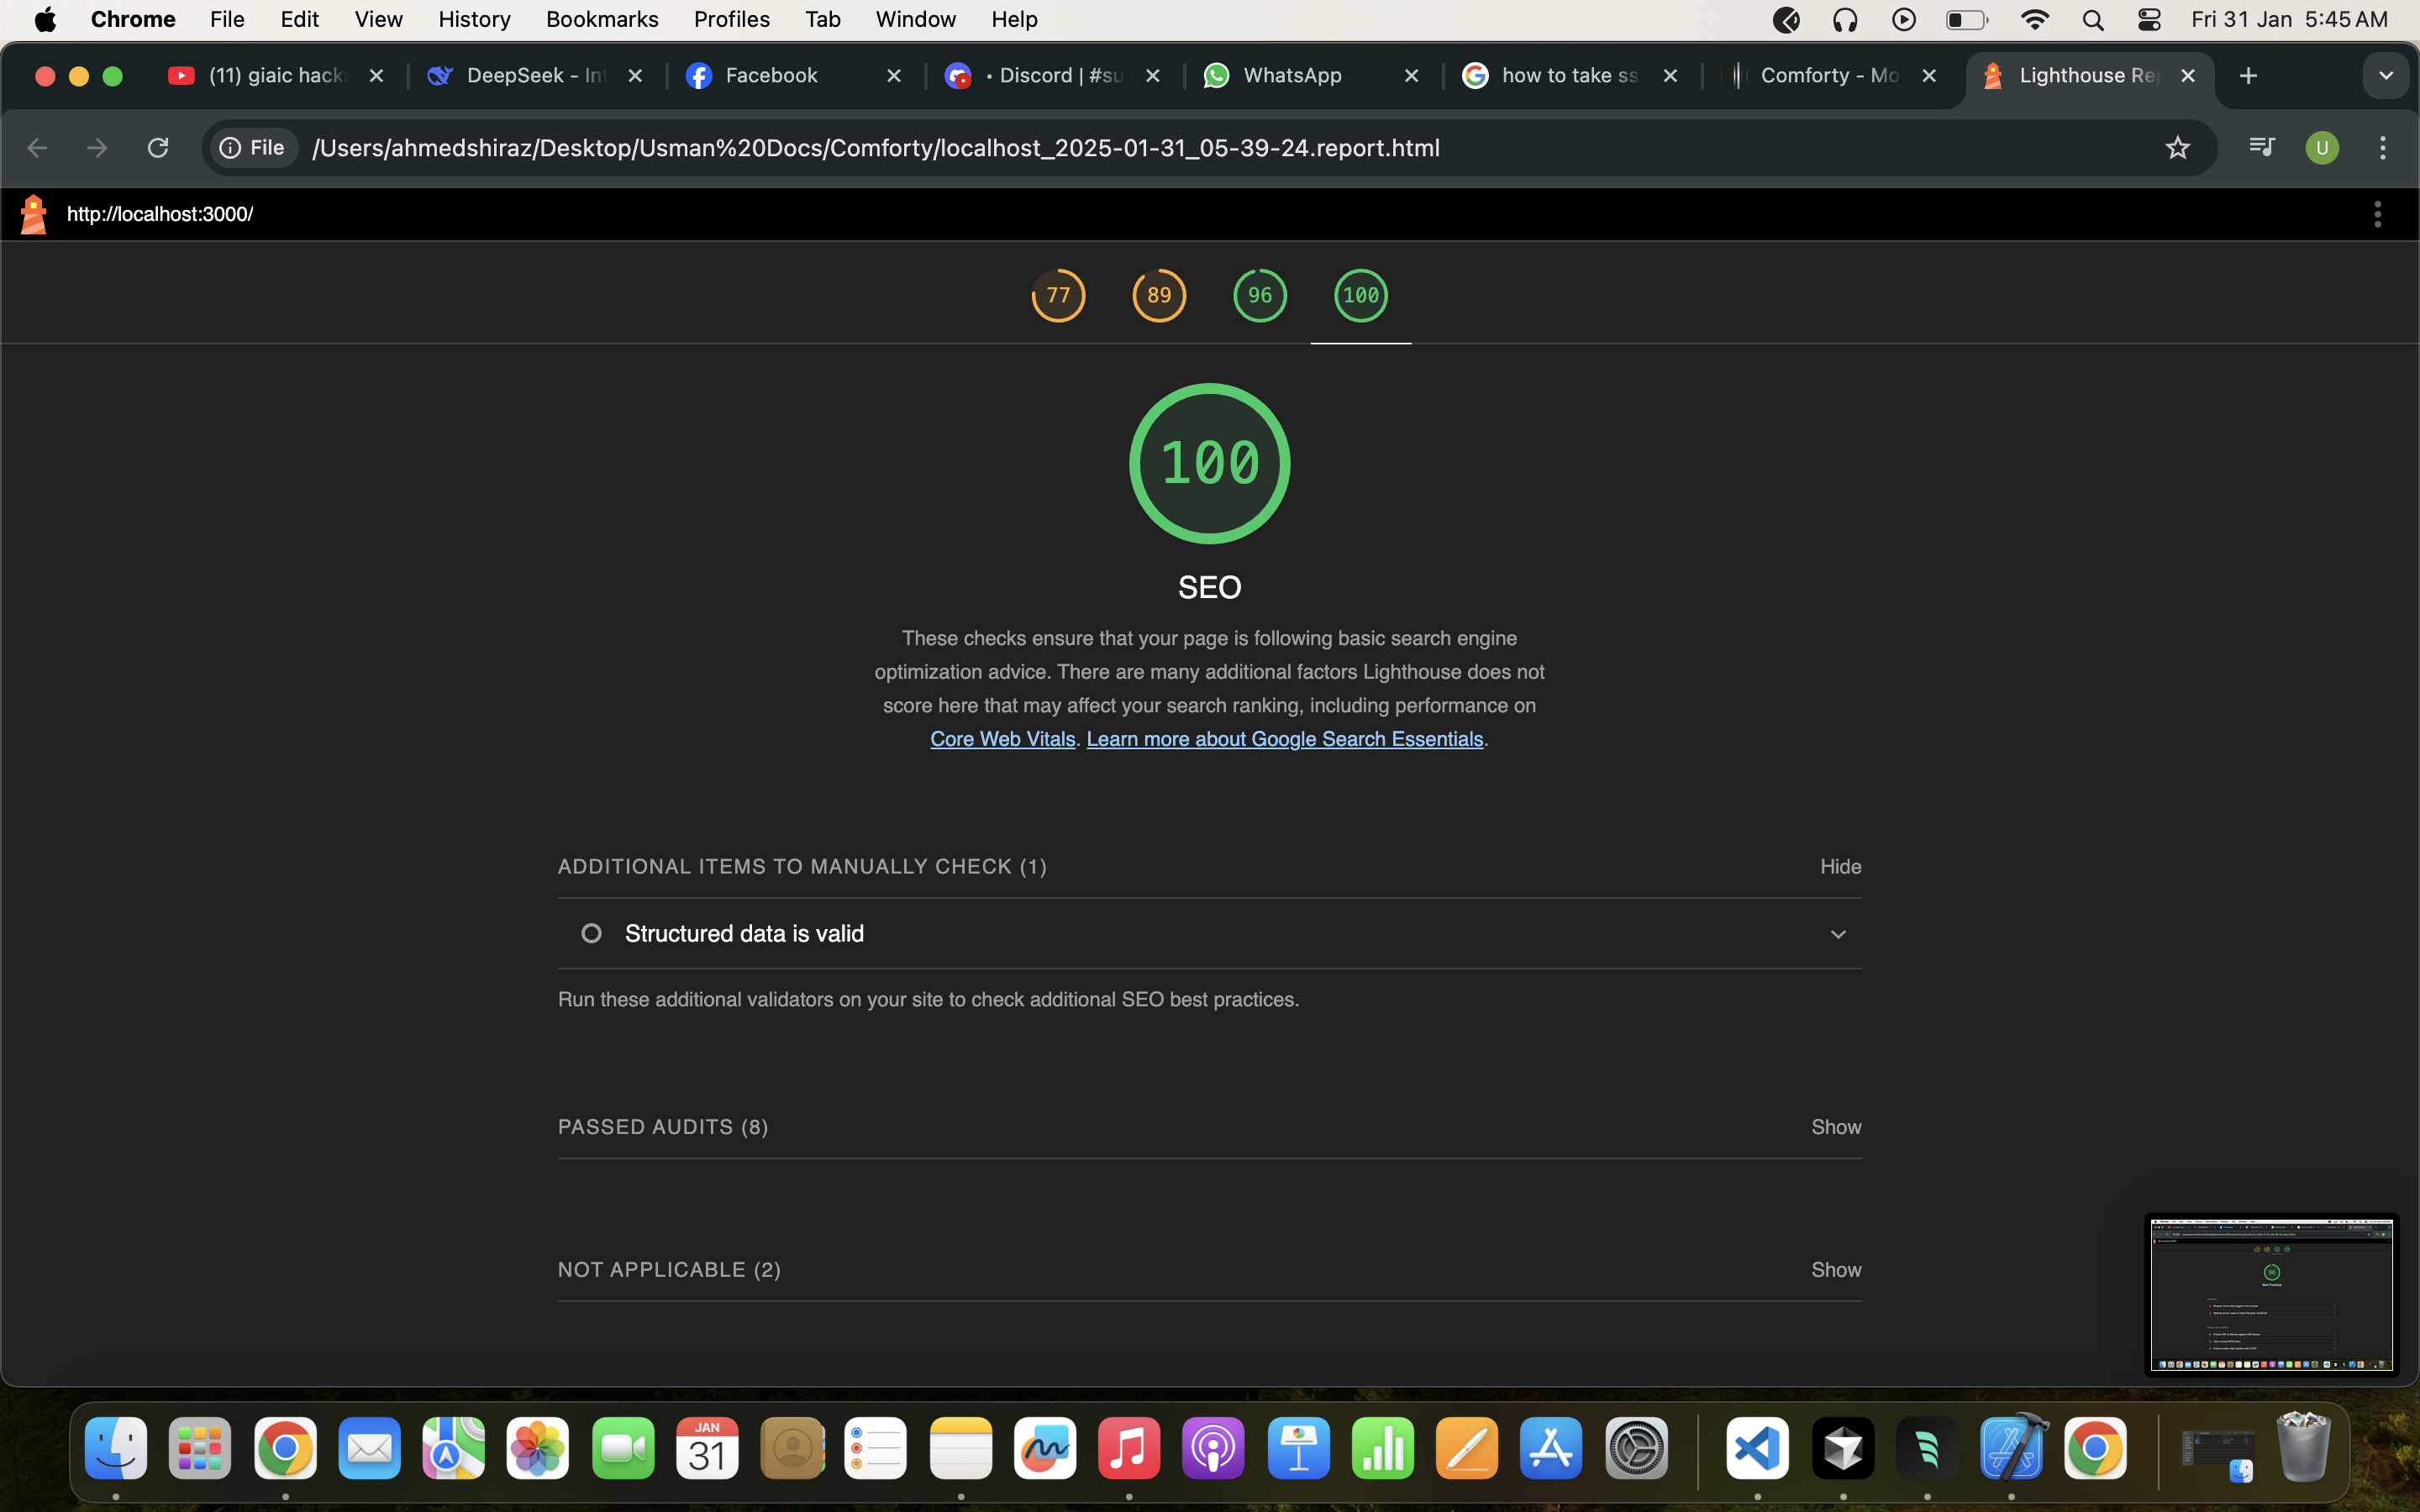 Chrome File Edit View History Bookmarks Profiles Tab Window Help Fri 31 Jan 5:45 AM
(11) giaic hack DeepSeek - Int Facebook • Discord | #su WhatsApp how to take ss Comforty - Mo Lighthouse Re
File /Users/ahmedshiraz/Desktop/Usman%20Docs/Comforty/localhost_2025-01-31_05-39-24.report.html U
http://localhost:3000/
77 89 96 100
100
SEO
These checks ensure that your page is following basic search engine
optimization advice. There are many additional factors Lighthouse does not
score here that may affect your search ranking, including performance on
Core Web Vitals. Learn more about Google Search Essentials.
ADDITIONAL ITEMS TO MANUALLY CHECK (1) Hide
Structured data is valid
Run these additional validators on your site to check additional SEO best practices.
PASSED AUDITS (8) Show
NOT APPLICABLE (2) Show
JAN
31